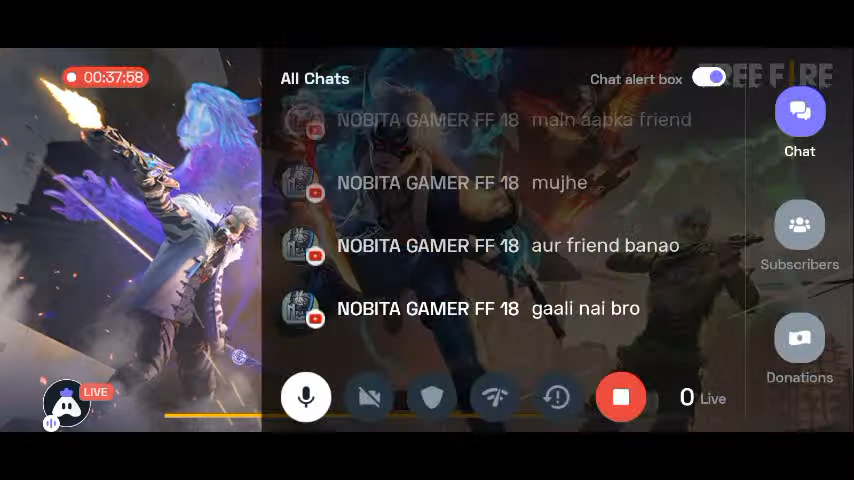 00:37:58
All Chats
Chat alert box
FREE FIRE
NOBITA GAMER FF 18 main aapka friend
Chat
NOBITA GAMER FF 18 mujhe
NOBITA GAMER FF 18 aur friend banao
Subscribers
NOBITA GAMER FF 18 gaali nai bro
Donations
LIVE
0 Live